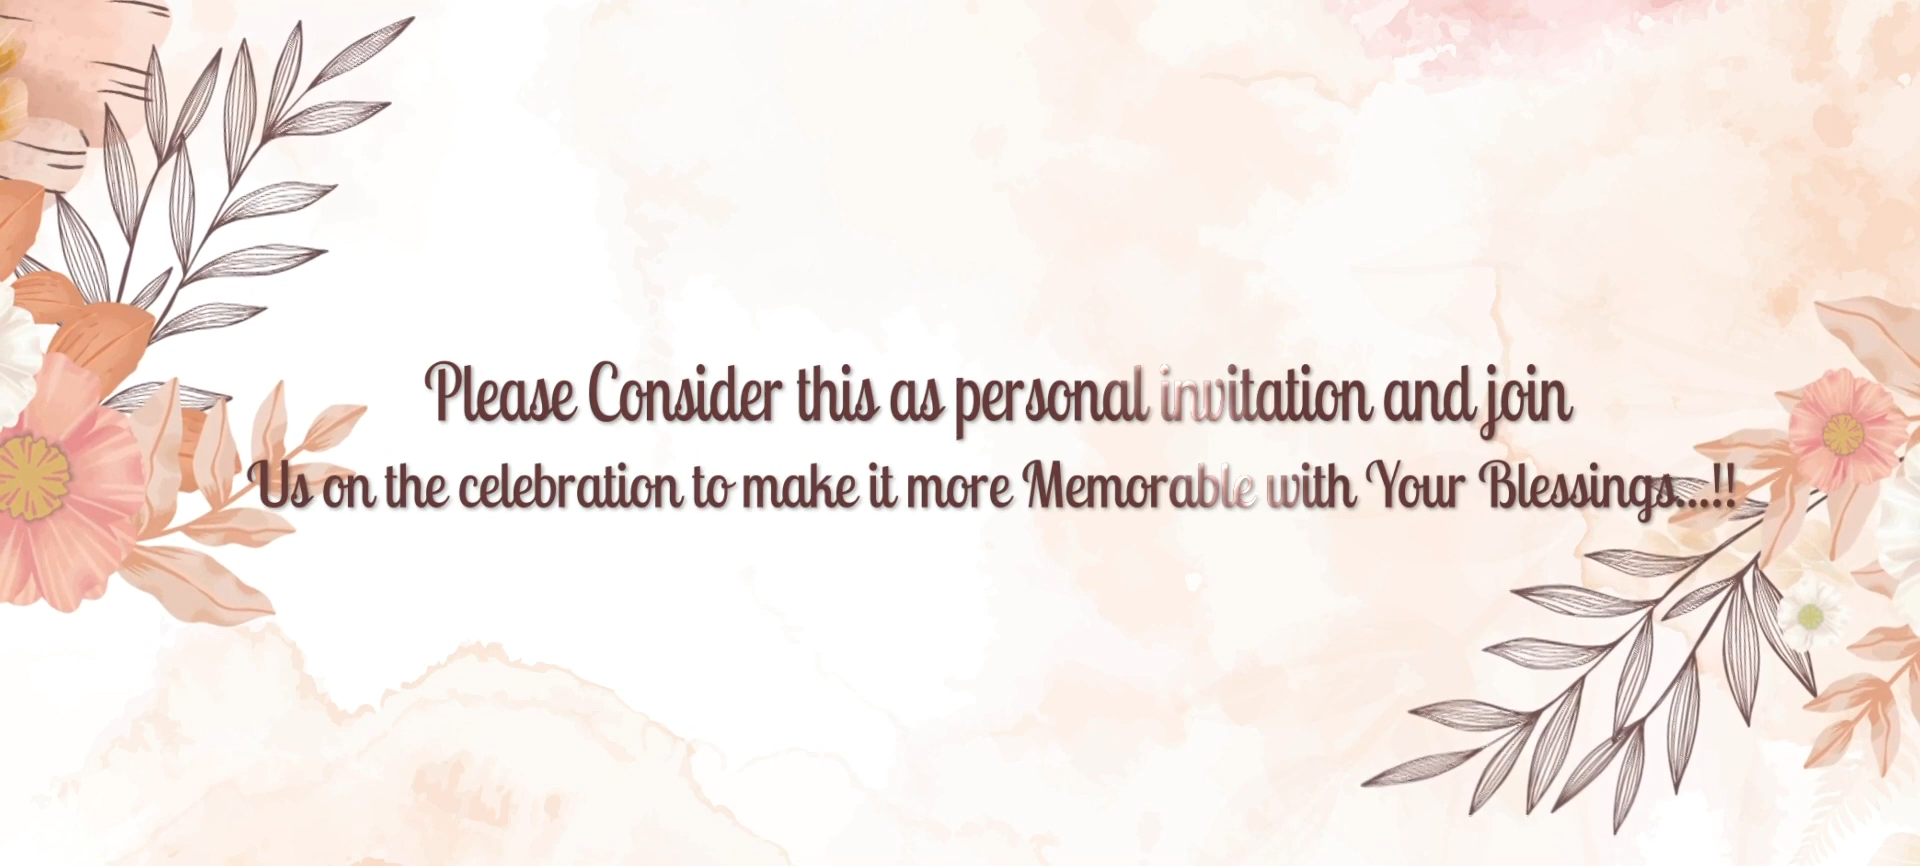 Please Consider this as personal invitation and join
Us on the celebration to make it more Memorable with Your Blessings...!!